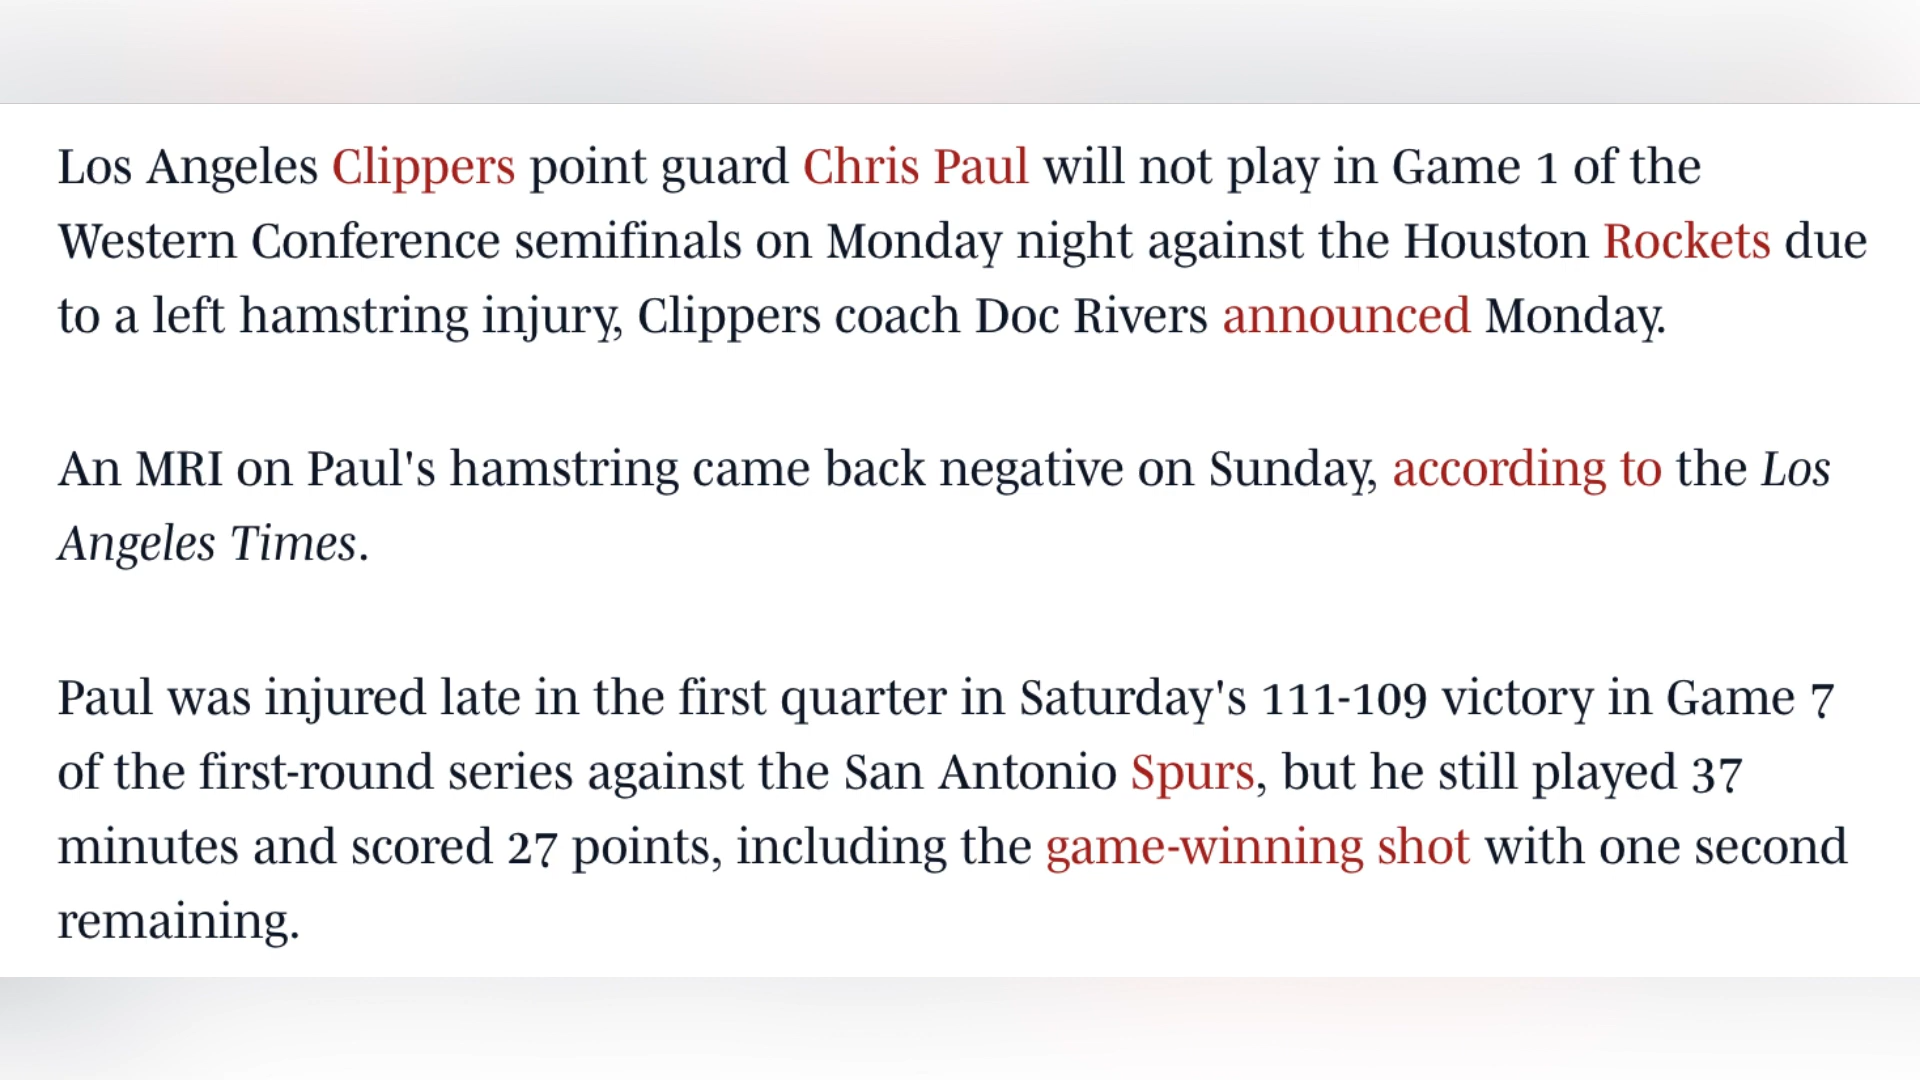 Los Angeles Clippers point guard Chris Paul will not play in Game 1 of the
Western Conference semifinals on Monday night against the Houston Rockets due
to a left hamstring injury, Clippers coach Doc Rivers announced Monday.
An MRI on Paul's hamstring came back negative on Sunday, according to the Los
Angeles Times.
Paul was injured late in the first quarter in Saturday's 111-109 victory in Game 7
of the first-round series against the San Antonio Spurs, but he still played 37
minutes and scored 27 points, including the game-winning shot with one second
remaining.